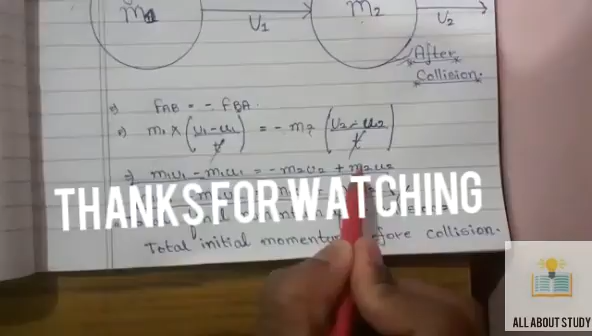 m1 m2
U1 U2
After
Collision.
⇒ FAB = - FBA.
⇒ m1 × (v1 - u1 / t) = - m2 (v2 - u2 / t)
⇒ m1v1 - m1u1 = - m2v2 + m2u2
THANKS FOR WATCHING
Total initial momentum before collision.
ALL ABOUT STUDY